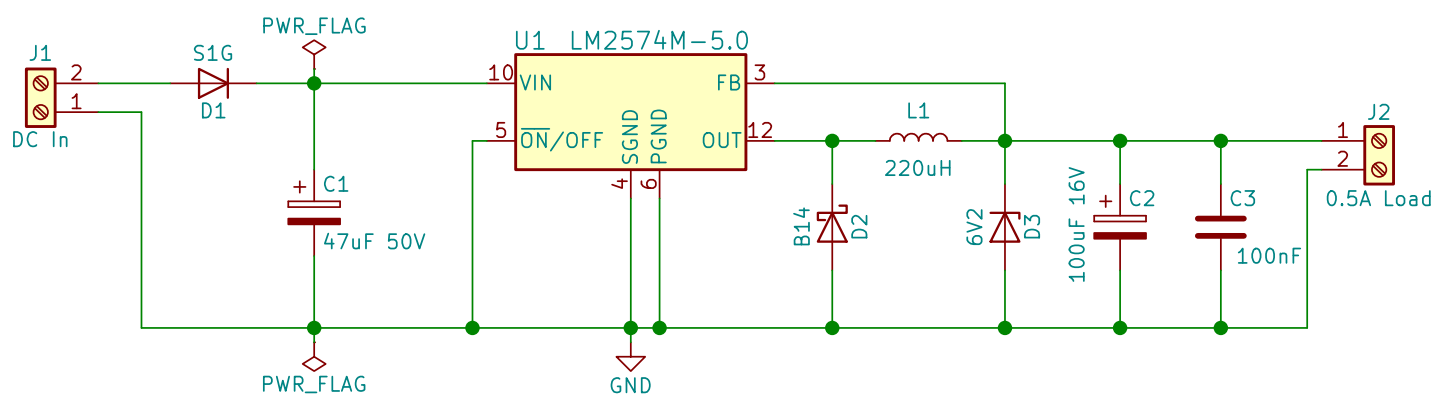 PWR_FLAG
J1
2
1
DC In
S1G
D1
U1 LM2574M-5.0
10
VIN
5
ON/OFF
SGND
PGND
4
6
FB
3
OUT
12
C1
47uF 50V
L1
220uH
B14
D2
6V2
D3
100uF 16V
C2
C3
100nF
J2
1
2
0.5A Load
PWR_FLAG
GND